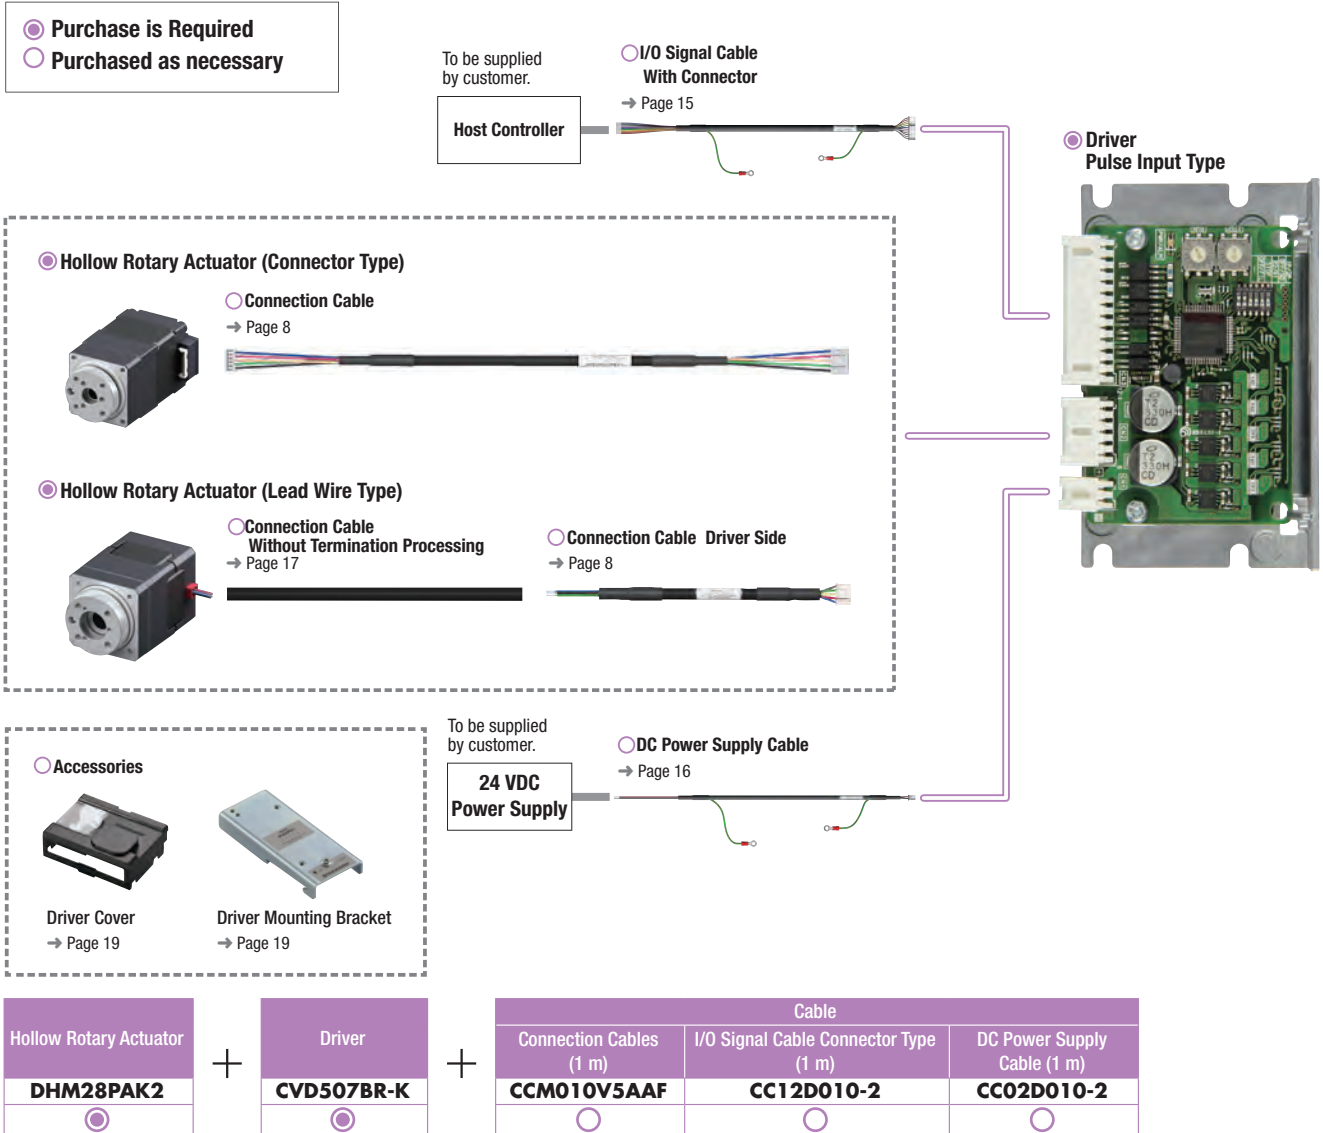 Purchase is Required
Purchased as necessary
To be supplied
by customer.
Host Controller
I/O Signal Cable
With Connector
→ Page 15
Driver
Pulse Input Type
Hollow Rotary Actuator (Connector Type)
Connection Cable
→ Page 8
Hollow Rotary Actuator (Lead Wire Type)
Connection Cable
Without Termination Processing
→ Page 17
Connection Cable Driver Side
→ Page 8
Accessories
Driver Cover
→ Page 19
Driver Mounting Bracket
→ Page 19
To be supplied
by customer.
24 VDC
Power Supply
DC Power Supply Cable
→ Page 16
Hollow Rotary Actuator
DHM28PAK2
+
Driver
CVD507BR-K
+
Cable
Connection Cables
(1 m)
I/O Signal Cable Connector Type
(1 m)
DC Power Supply
Cable (1 m)
CCM010V5AAF
CC12D010-2
CC02D010-2